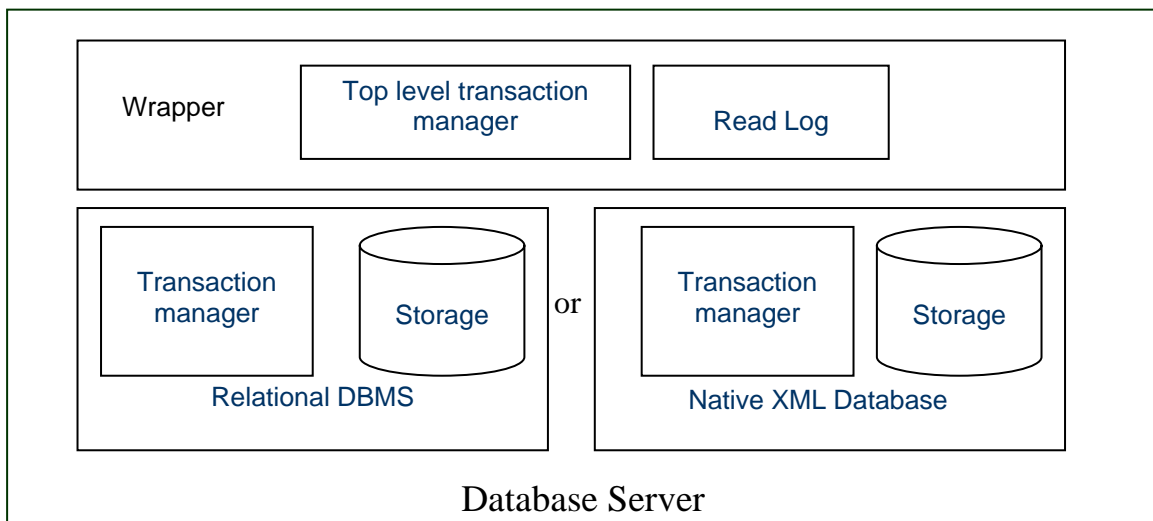 Wrapper
Top level transaction
manager
Read Log
Transaction
manager
Storage
Relational DBMS
or
Transaction
manager
Storage
Native XML Database
Database Server